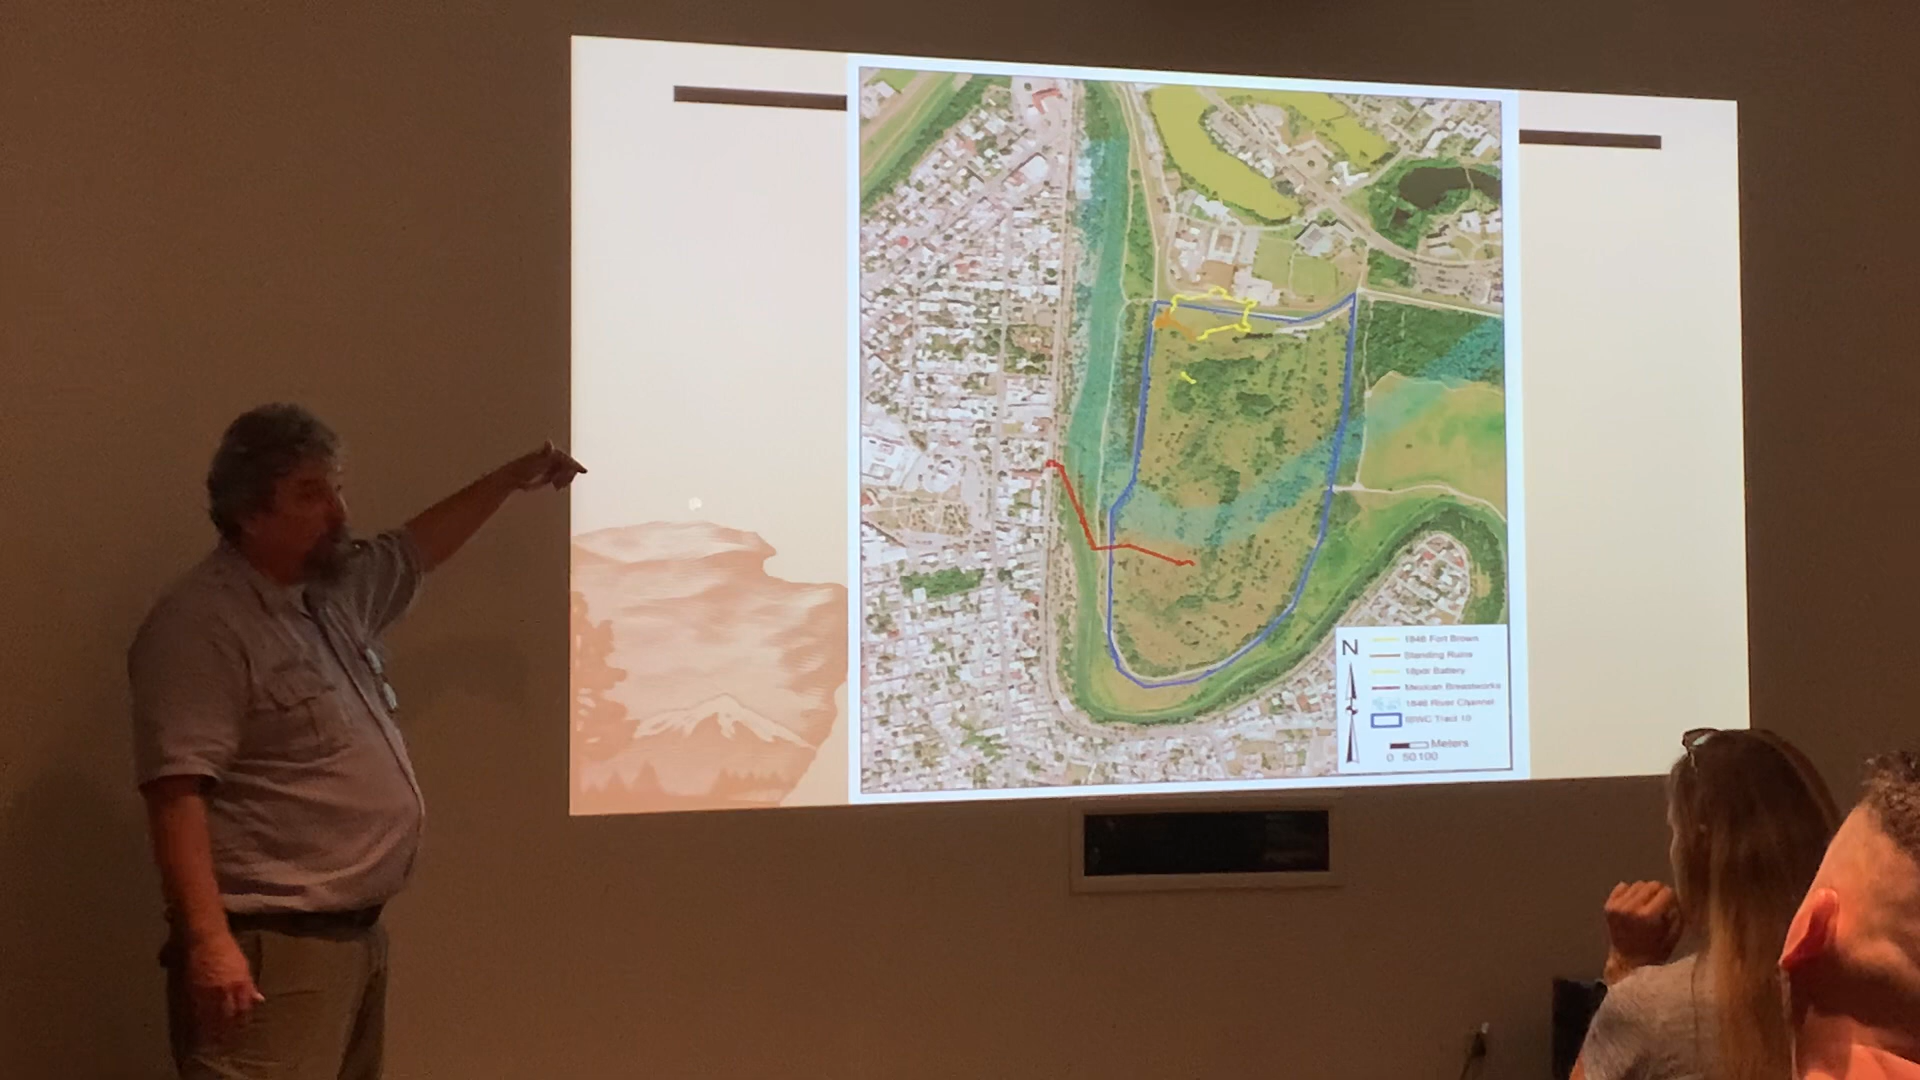 N
1846 Fort Brown
Standing Ruins
18pdr Battery
Mexican Breastworks
1846 River Channel
IBWC Tract 10
Meters
0 50 100